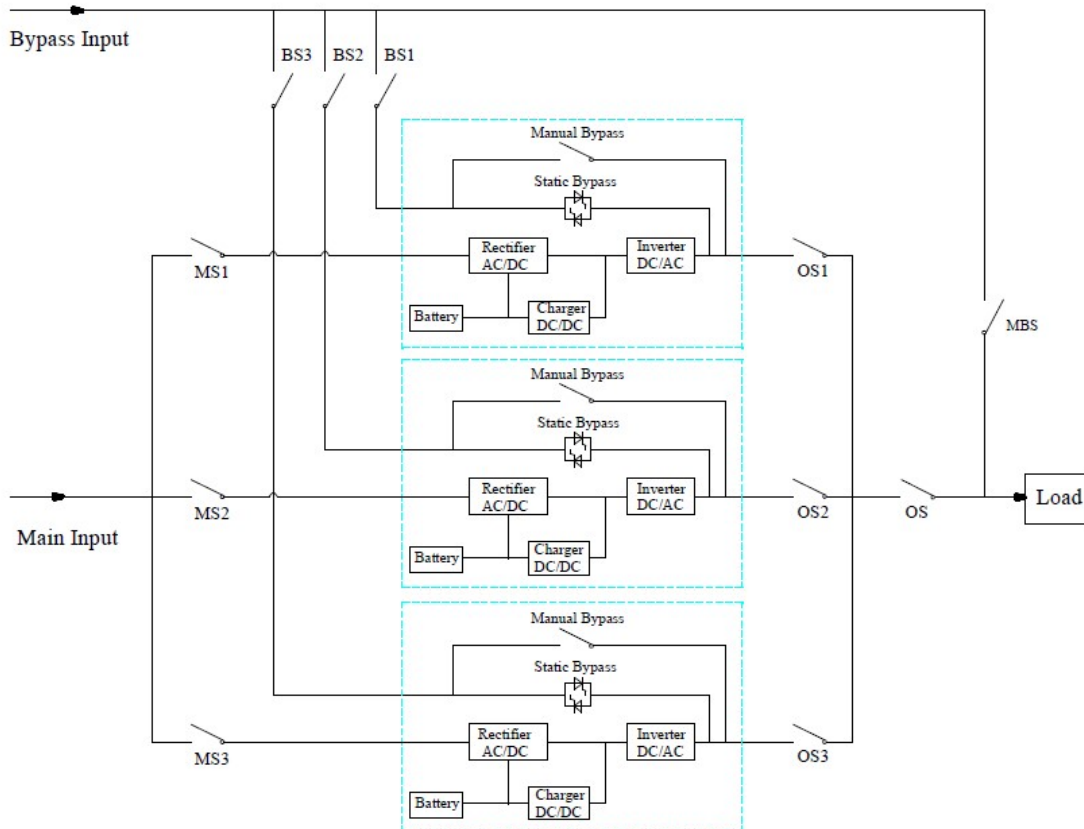 Bypass Input
BS3
BS2
BS1
Manual Bypass
Static Bypass
Rectifier
AC/DC
Inverter
DC/AC
MS1
OS1
Battery
Charger
DC/DC
MBS
Manual Bypass
Static Bypass
Rectifier
AC/DC
Inverter
DC/AC
MS2
OS2
OS
Load
Main Input
Battery
Charger
DC/DC
Manual Bypass
Static Bypass
Rectifier
AC/DC
Inverter
DC/AC
MS3
OS3
Battery
Charger
DC/DC